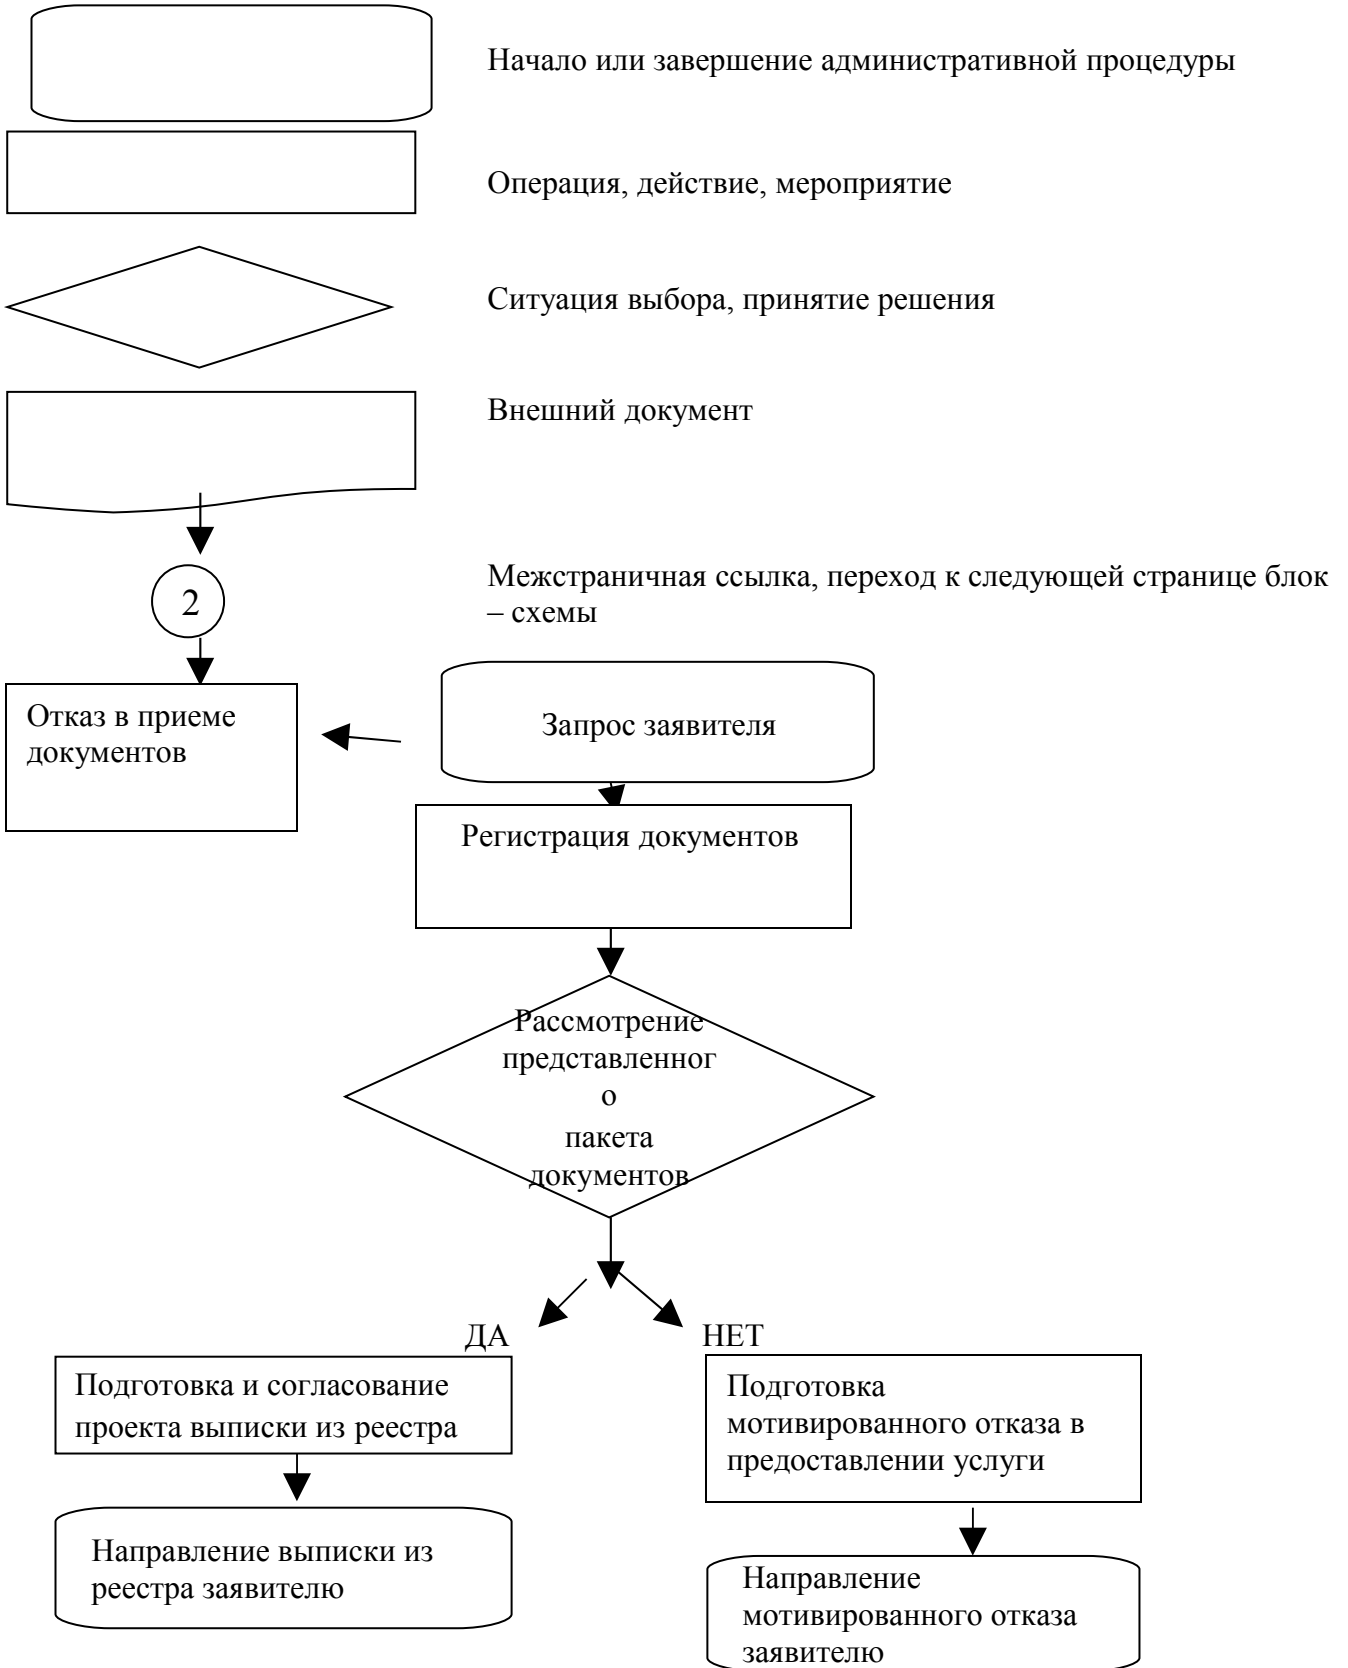 Начало или завершение административной процедуры
Операция, действие, мероприятие
Ситуация выбора, принятие решения
Внешний документ
Межстраничная ссылка, переход к следующей странице блок
– схемы
2
Отказ в приеме
документов
Запрос заявителя
Регистрация документов
Рассмотрение
представленног
о
пакета
документов
ДА
НЕТ
Подготовка и согласование
проекта выписки из реестра
Подготовка
мотивированного отказа в
предоставлении услуги
Направление выписки из
реестра заявителю
Направление
мотивированного отказа
заявителю